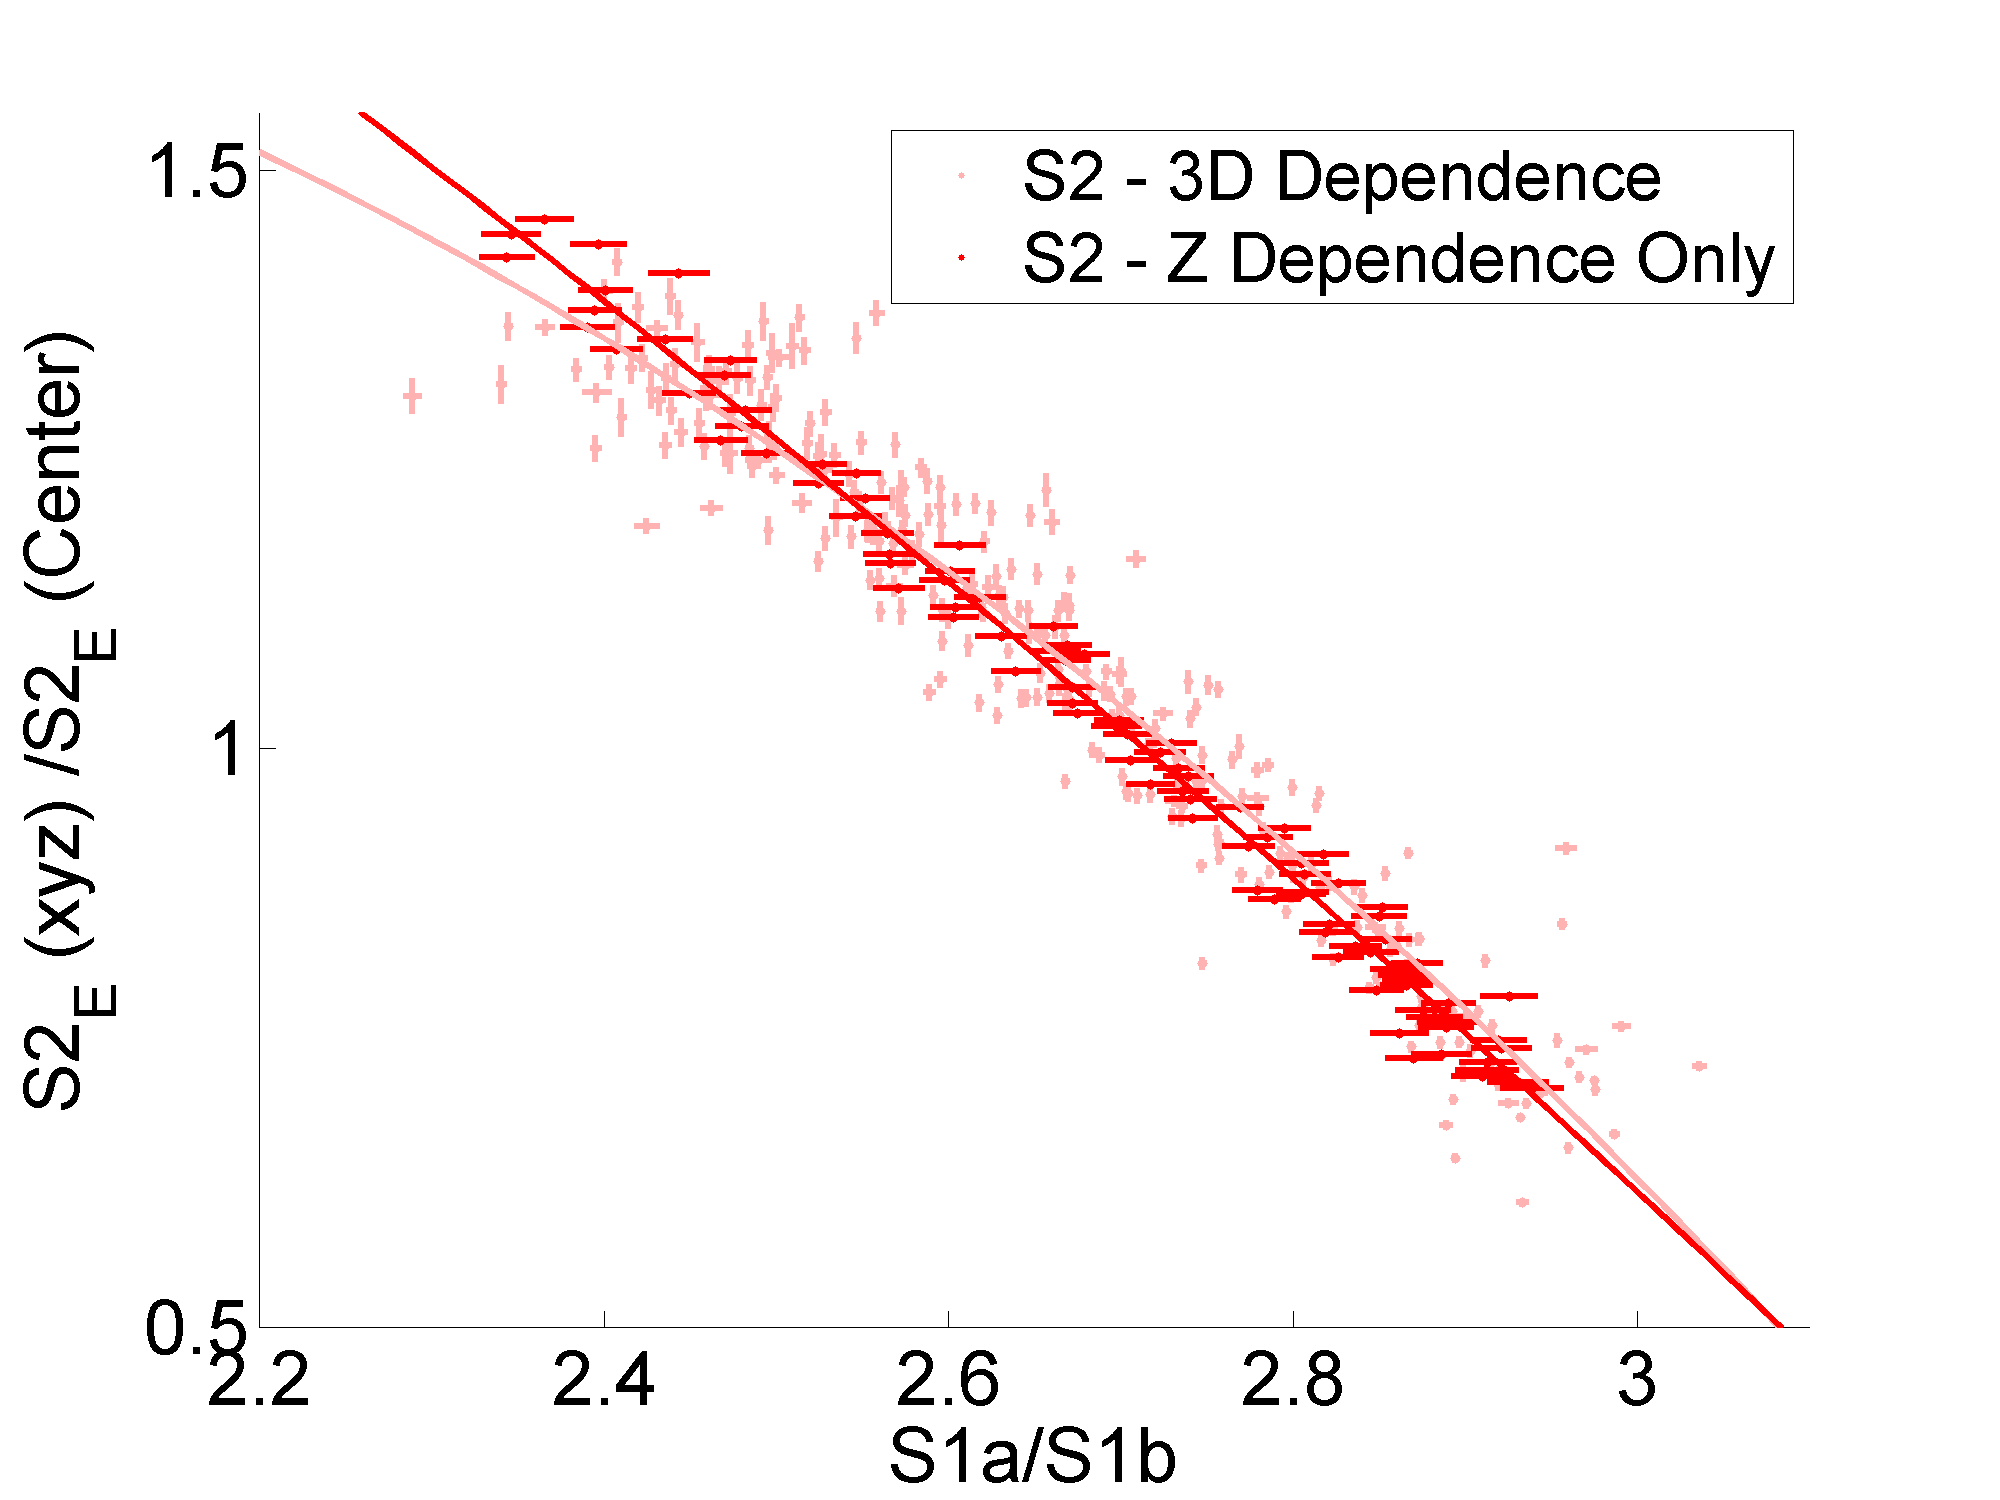 S2 - 3D Dependence
S2 - Z Dependence Only
S2E (xyz) /S2E (Center)
1.5
1
0.5
2.2 2.4 2.6 2.8 3
S1a/S1b